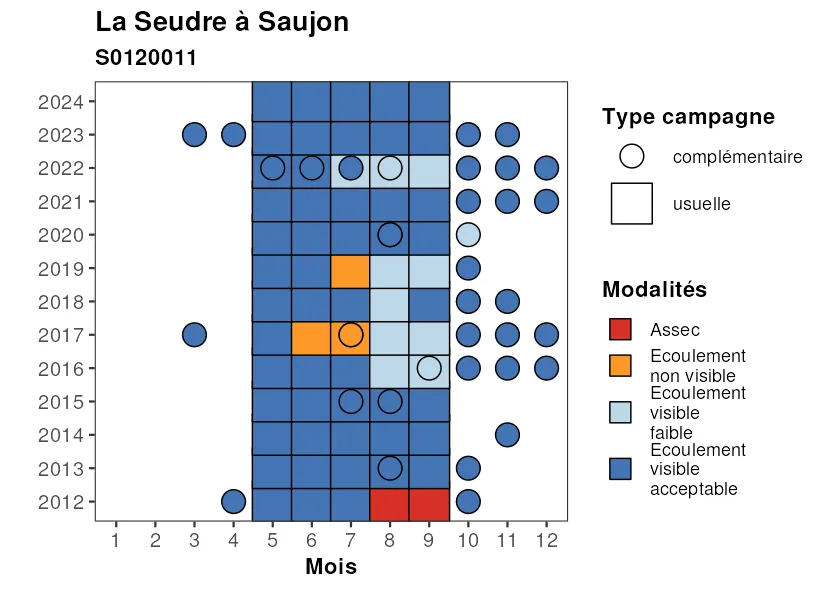 La Seudre à Saujon
S0120011
2024
2023
2022
2021
2020
2019
2018
2017
2016
2015
2014
2013
2012
1 2 3 4 5 6 7 8 9 10 11 12
Mois
Type campagne
complémentaire
usuelle
Modalités
Assec
Ecoulement
non visible
Ecoulement
visible
faible
Ecoulement
visible
acceptable